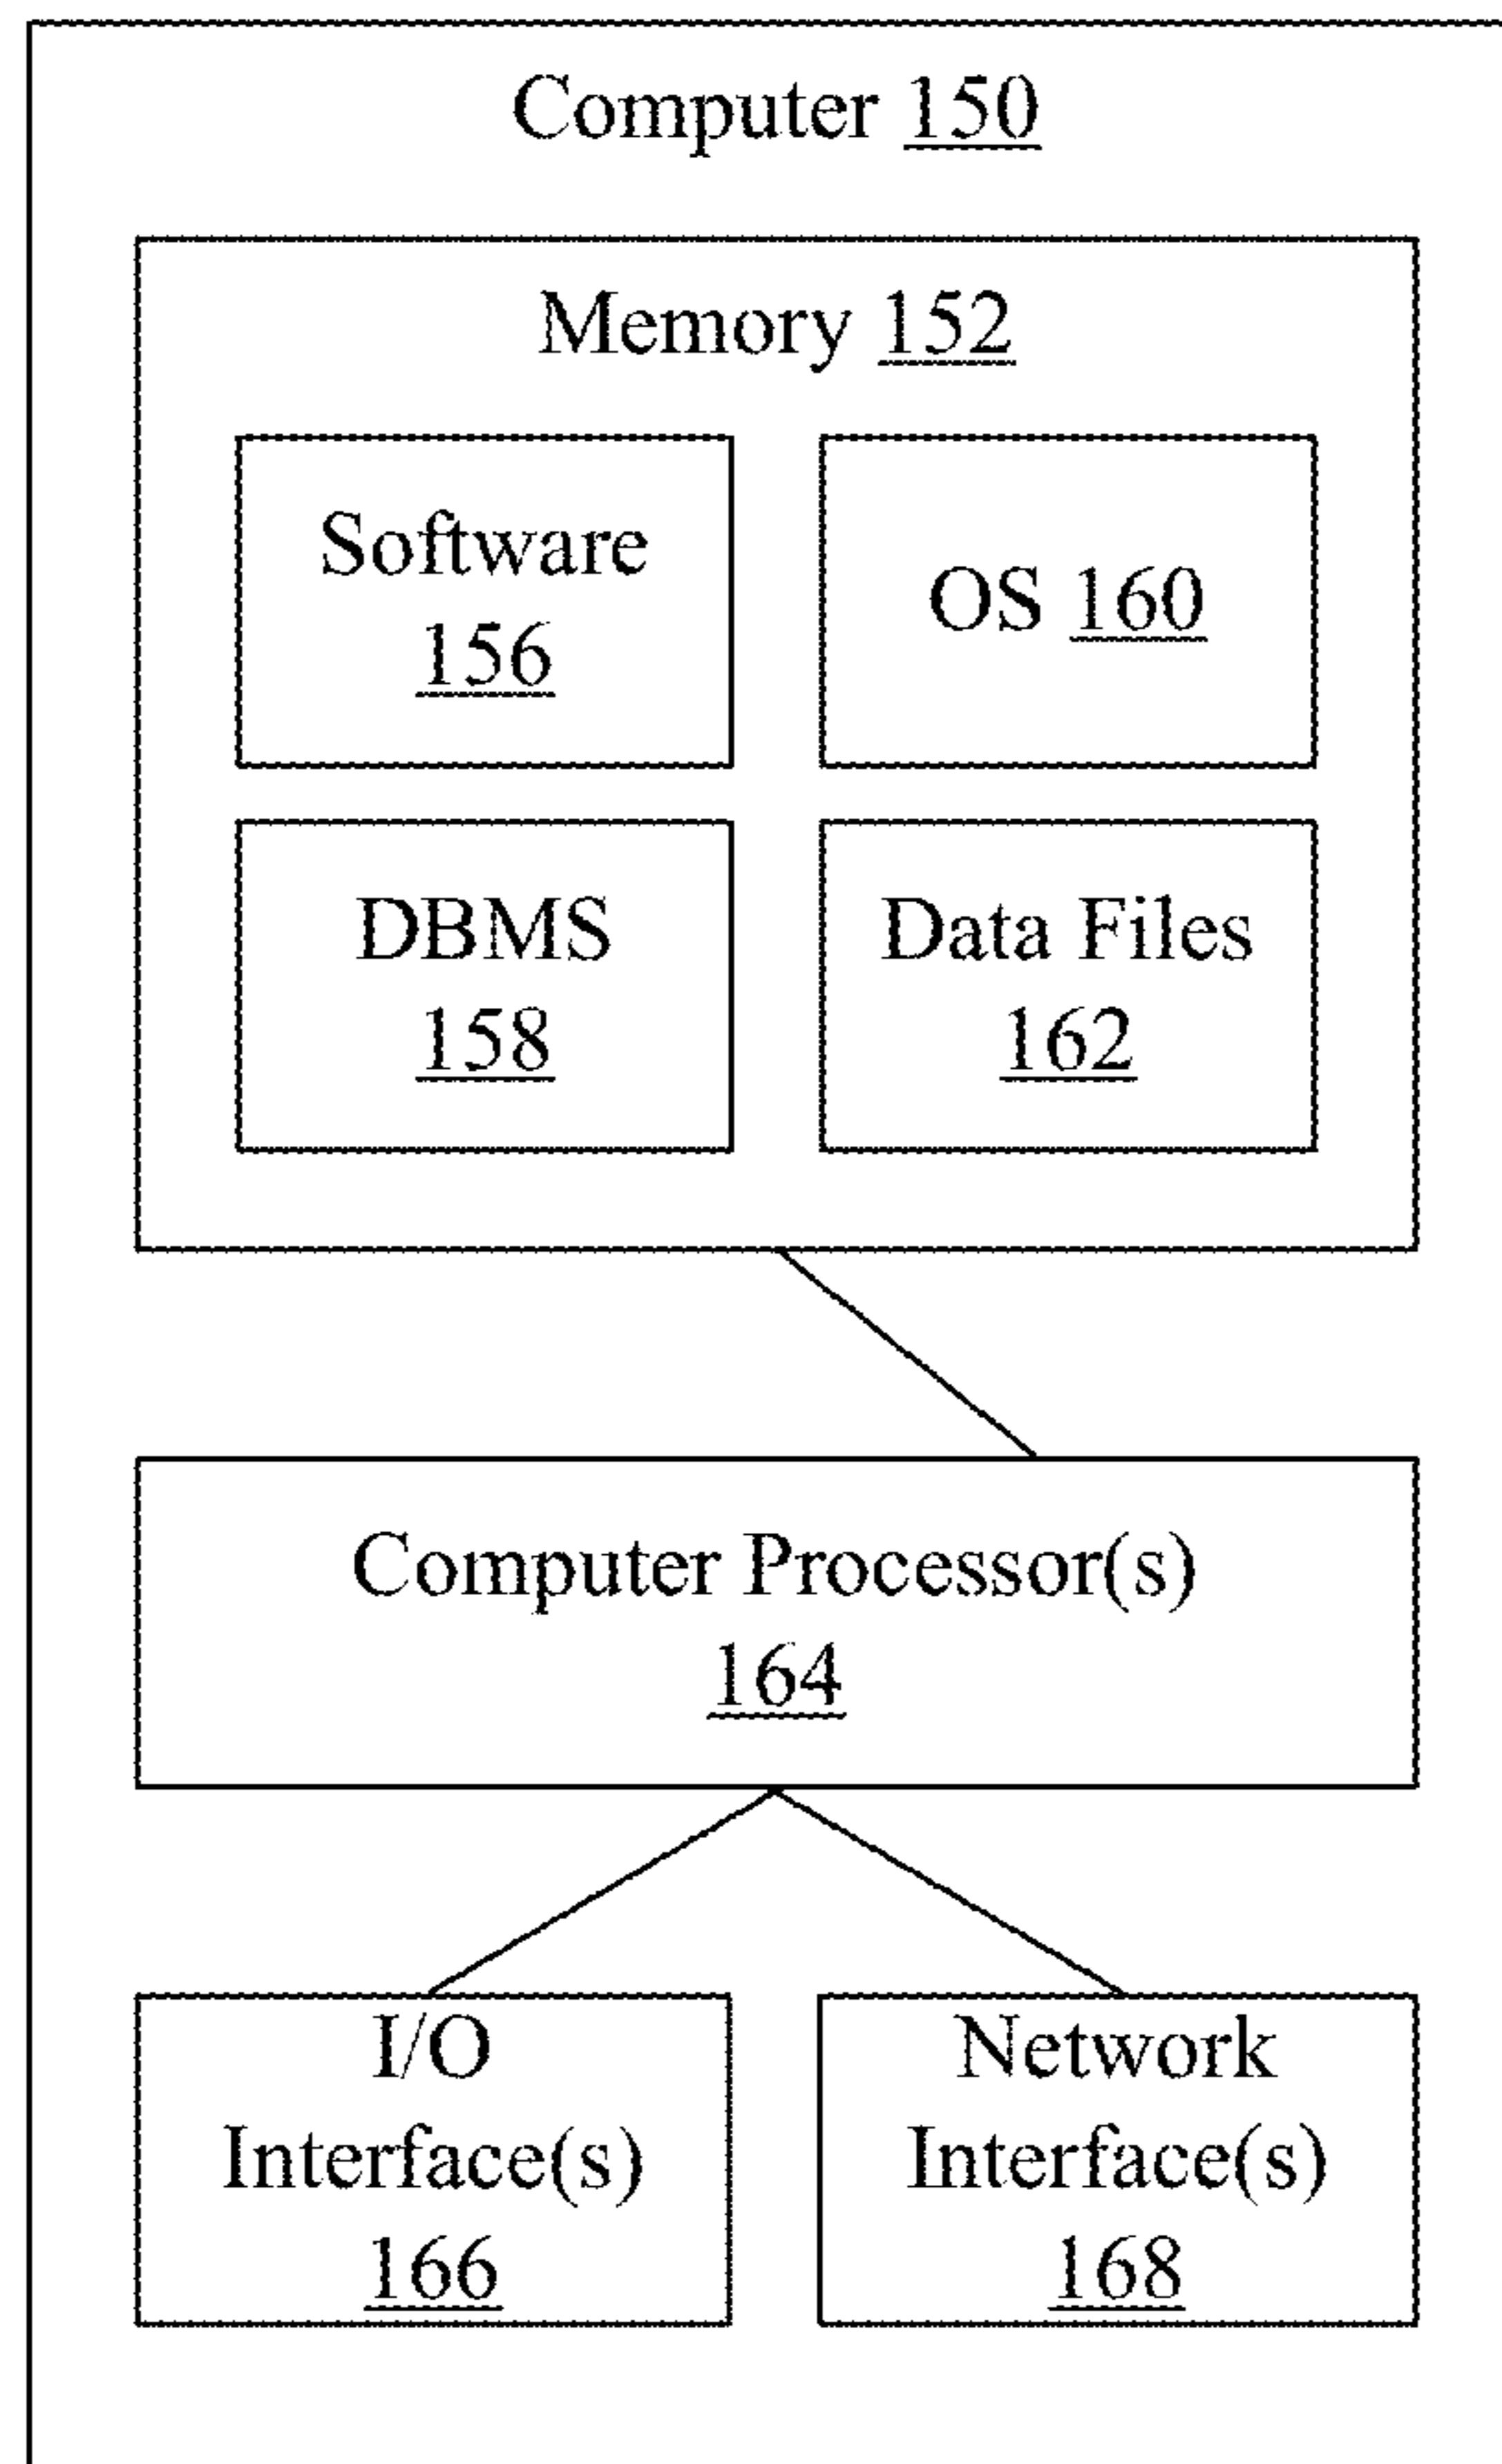 Computer 150
Memory 152
Software
156
OS 160
DBMS
158
Data Files
162
Computer Processor(s)
164
I/O
Interface(s)
166
Network
Interface(s)
168